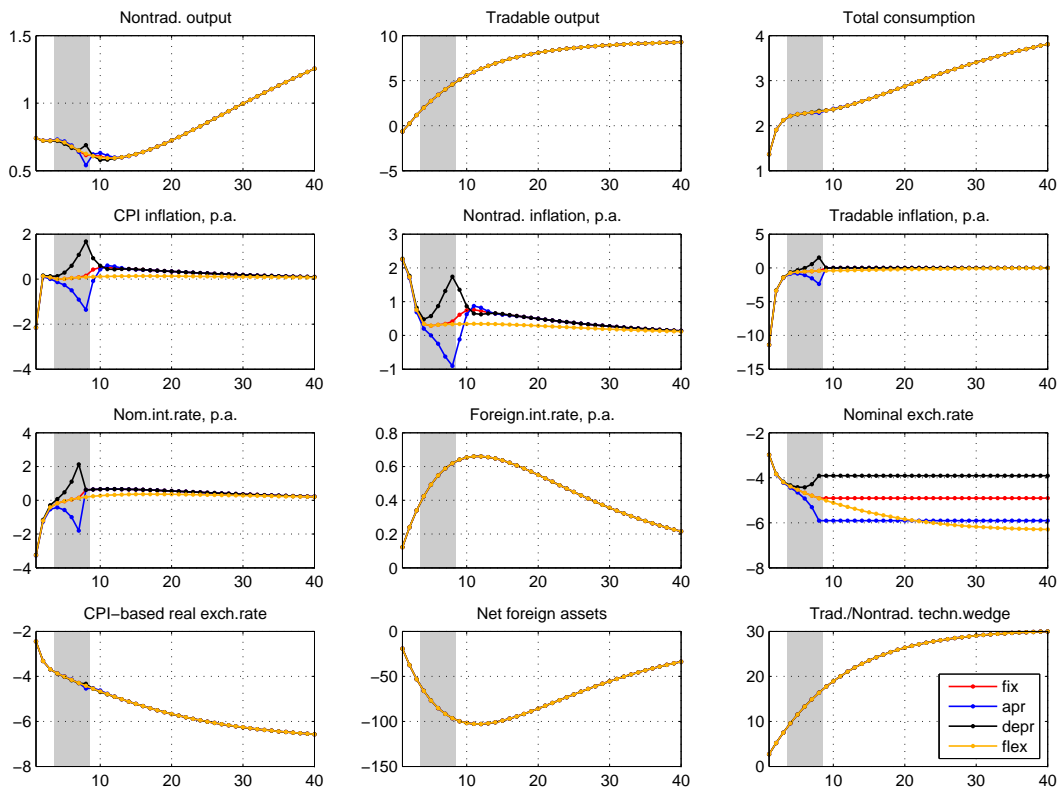 Nontrad. output
Tradable output
Total consumption
1.5
1
0.5
10 20 30 40
10
5
0
−5
10 20 30 40
4
3
2
1
10 20 30 40
CPI inflation, p.a.
Nontrad. inflation, p.a.
Tradable inflation, p.a.
2
0
−2
−4
10 20 30 40
3
2
1
0
−1
10 20 30 40
5
0
−5
−10
−15
10 20 30 40
Nom.int.rate, p.a.
Foreign.int.rate, p.a.
Nominal exch.rate
4
2
0
−2
−4
10 20 30 40
0.8
0.6
0.4
0.2
0
10 20 30 40
−2
−4
−6
−8
10 20 30 40
CPI−based real exch.rate
Net foreign assets
Trad./Nontrad. techn.wedge
−2
−4
−6
−8
10 20 30 40
0
−50
−100
−150
10 20 30 40
30
20
10
0
10 20 30 40
fix
apr
depr
flex